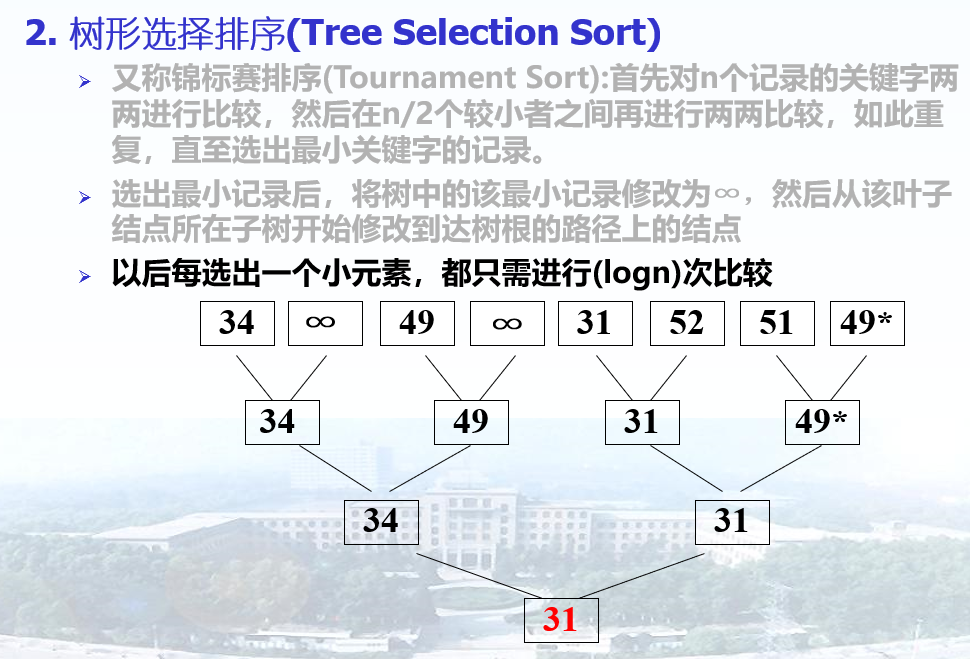 2. 树形选择排序(Tree Selection Sort)
又称锦标赛排序(Tournament Sort):首先对n个记录的关键字两
两进行比较，然后在n/2个较小者之间再进行两两比较，如此重
复，直至选出最小关键字的记录。
选出最小记录后，将树中的该最小记录修改为∞，然后从该叶子
结点所在子树开始修改到达树根的路径上的结点
以后每选出一个小元素，都只需进行(logn)次比较
34 ∞ 49 ∞ 31 52 51 49*
34 49 31 49*
34 31
31